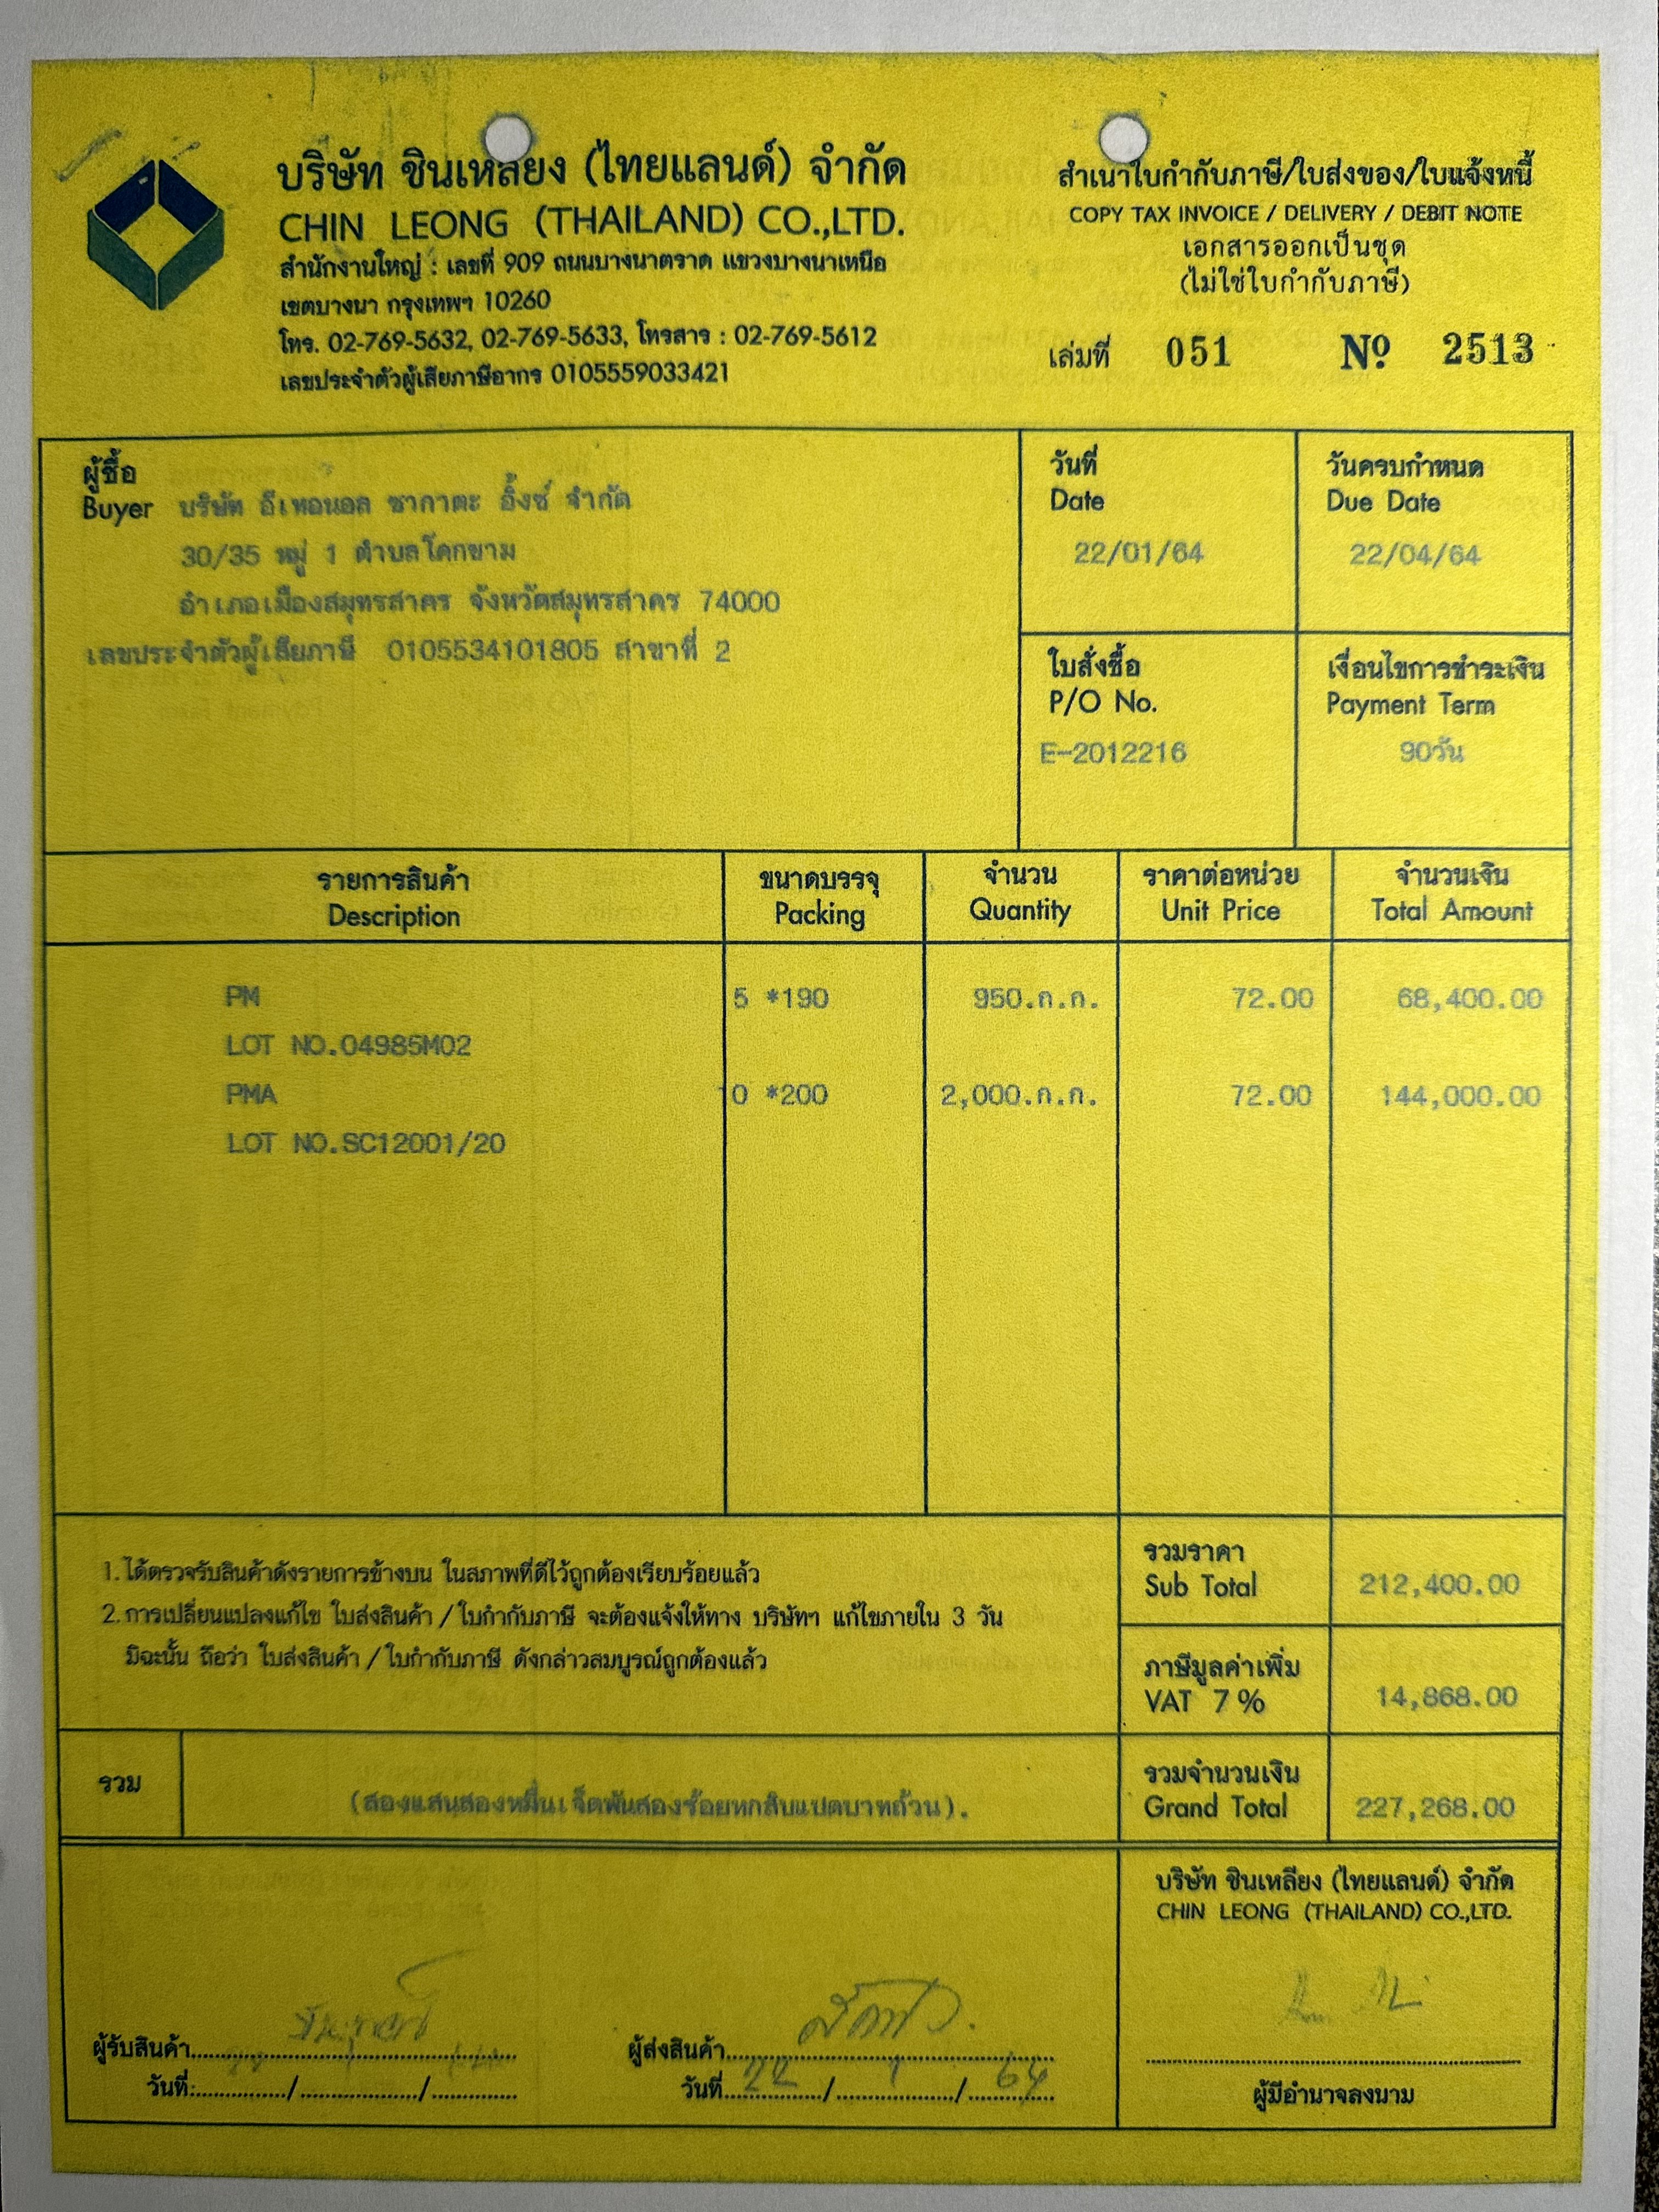 บริษัท ชินเหลียง (ไทยแลนด์) จำกัด
CHIN LEONG (THAILAND) CO.,LTD.
สำนักงานใหญ่ : เลขที่ 909 ถนนบางนาตราด แขวงบางนาเหนือ
เขตบางนา กรุงเทพฯ 10260
โทร. 02-769-5632, 02-769-5633, โทรสาร : 02-769-5612
เลขประจำตัวผู้เสียภาษีอากร 0105559033421
สำเนาใบกำกับภาษี/ใบส่งของ/ใบแจ้งหนี้
COPY TAX INVOICE / DELIVERY / DEBIT NOTE
เอกสารออกเป็นชุด
(ไม่ใช่ใบกำกับภาษี)
เล่มที่ 051 Nº 2513
ผู้ซื้อ
Buyer บริษัท อีเทอนอล ซากาตะ อิ้งซ์ จำกัด
30/35 หมู่ 1 ตำบลโคกขาม
อำเภอเมืองสมุทรสาคร จังหวัดสมุทรสาคร 74000
เลขประจำตัวผู้เสียภาษี 0105534101805 สาขาที่ 2
วันที่
Date
22/01/64
วันครบกำหนด
Due Date
22/04/64
ใบสั่งซื้อ
P/O No.
E-2012216
เงื่อนไขการชำระเงิน
Payment Term
90วัน
รายการสินค้า ขนาดบรรจุ จำนวน ราคาต่อหน่วย จำนวนเงิน
Description Packing Quantity Unit Price Total Amount
PM 5 *190 950.ก.ก. 72.00 68,400.00
LOT NO.04985M02
PMA 10 *200 2,000.ก.ก. 72.00 144,000.00
LOT NO.SC12001/20
1. ได้ตรวจรับสินค้าดังรายการข้างบน ในสภาพที่ดีไว้ถูกต้องเรียบร้อยแล้ว
2. การเปลี่ยนแปลงแก้ไข ใบส่งสินค้า / ใบกำกับภาษี จะต้องแจ้งให้ทาง บริษัทฯ แก้ไขภายใน 3 วัน
มิฉะนั้น ถือว่า ใบส่งสินค้า / ใบกำกับภาษี ดังกล่าวสมบูรณ์ถูกต้องแล้ว
รวมราคา
Sub Total 212,400.00
ภาษีมูลค่าเพิ่ม
VAT 7 % 14,868.00
รวม (สองแสนสองหมื่นเจ็ดพันสองร้อยหกสิบแปดบาทถ้วน).
รวมจำนวนเงิน
Grand Total 227,268.00
บริษัท ชินเหลียง (ไทยแลนด์) จำกัด
CHIN LEONG (THAILAND) CO.,LTD.
ผู้รับสินค้า
วันที่: / /
ผู้ส่งสินค้า
วันที่ 22 / 1 / 64
ผู้มีอำนาจลงนาม